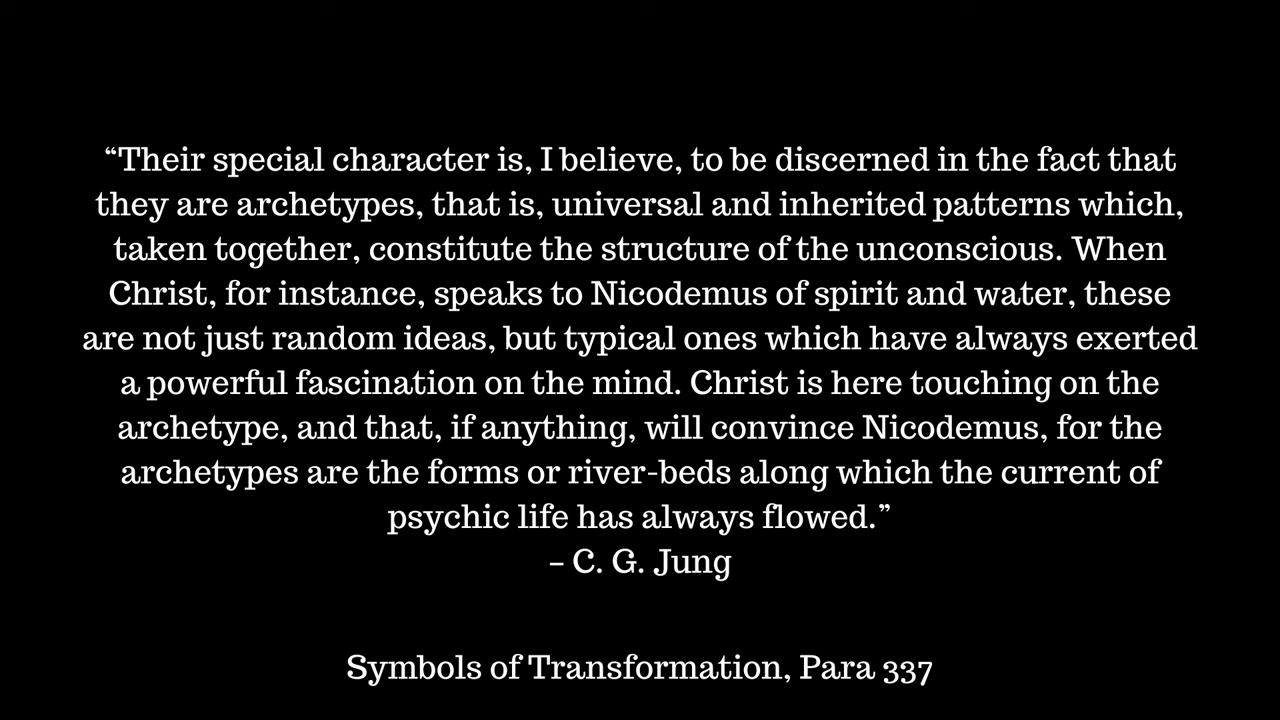 “Their special character is, I believe, to be discerned in the fact that
they are archetypes, that is, universal and inherited patterns which,
taken together, constitute the structure of the unconscious. When
Christ, for instance, speaks to Nicodemus of spirit and water, these
are not just random ideas, but typical ones which have always exerted
a powerful fascination on the mind. Christ is here touching on the
archetype, and that, if anything, will convince Nicodemus, for the
archetypes are the forms or river-beds along which the current of
psychic life has always flowed.”
– C. G. Jung
Symbols of Transformation, Para 337